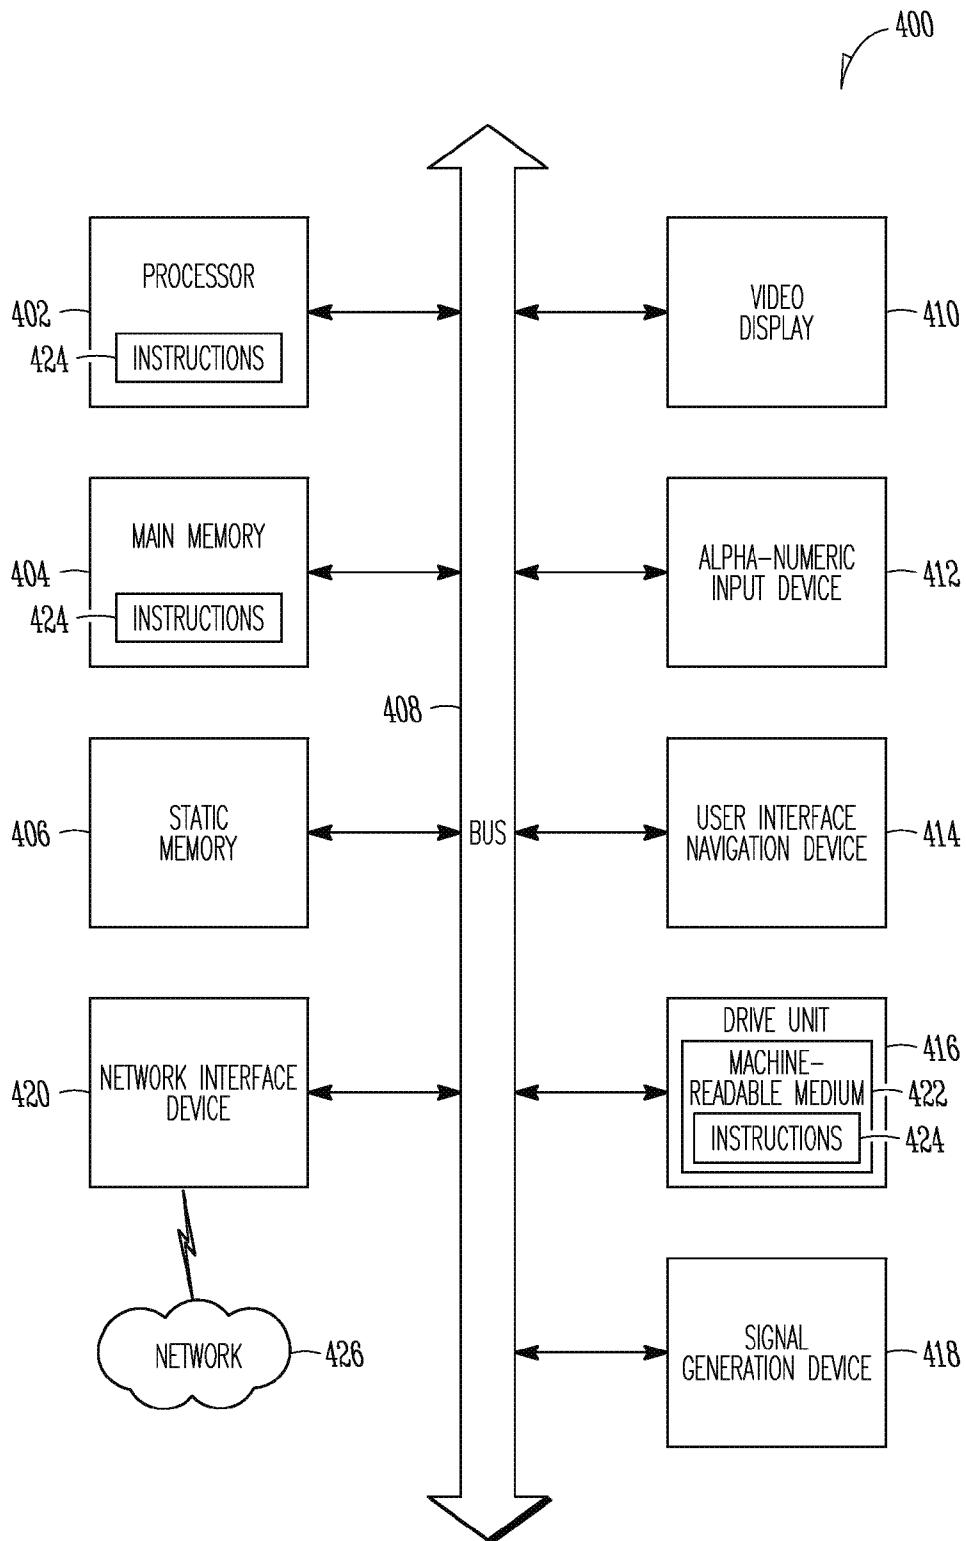 400
PROCESSOR
402
424
INSTRUCTIONS
MAIN MEMORY
404
424
INSTRUCTIONS
408
STATIC
MEMORY
406
BUS
NETWORK INTERFACE
DEVICE
420
NETWORK
426
VIDEO
DISPLAY
410
ALPHA-NUMERIC
INPUT DEVICE
412
USER INTERFACE
NAVIGATION DEVICE
414
DRIVE UNIT
416
MACHINE-
READABLE MEDIUM
422
INSTRUCTIONS
424
SIGNAL
GENERATION DEVICE
418